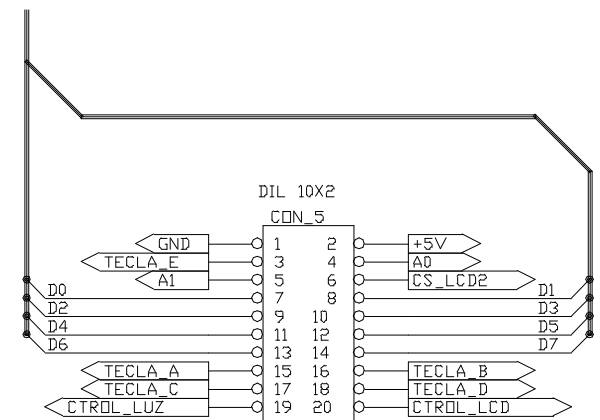 DIL 10X2
CON_5
GND 1 2 +5V
TECLA_E 3 4 A0
A1 5 6 CS_LCD2
D0 7 8 D1
D2 9 10 D3
D4 11 12 D5
D6 13 14 D7
TECLA_A 15 16 TECLA_B
TECLA_C 17 18 TECLA_D
CTROL_LUZ 19 20 CTROL_LCD